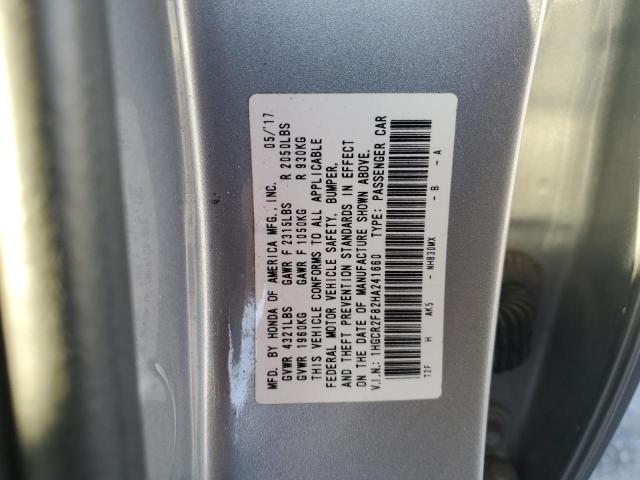 MFD. BY HONDA OF AMERICA MFG., INC. 05/'17
GVWR 4321LBS GAWR F 2315LBS R 2050LBS
GVWR 1960KG GAWR F 1050KG R 930KG
THIS VEHICLE CONFORMS TO ALL APPLICABLE
FEDERAL MOTOR VEHICLE SAFETY, BUMPER,
AND THEFT PREVENTION STANDARDS IN EFFECT
ON THE DATE OF MANUFACTURE SHOWN ABOVE.
V.I.N.: 1HGCR2F82HA241660 TYPE: PASSENGER CAR
T2F H AK5 - NH830MX - B - A